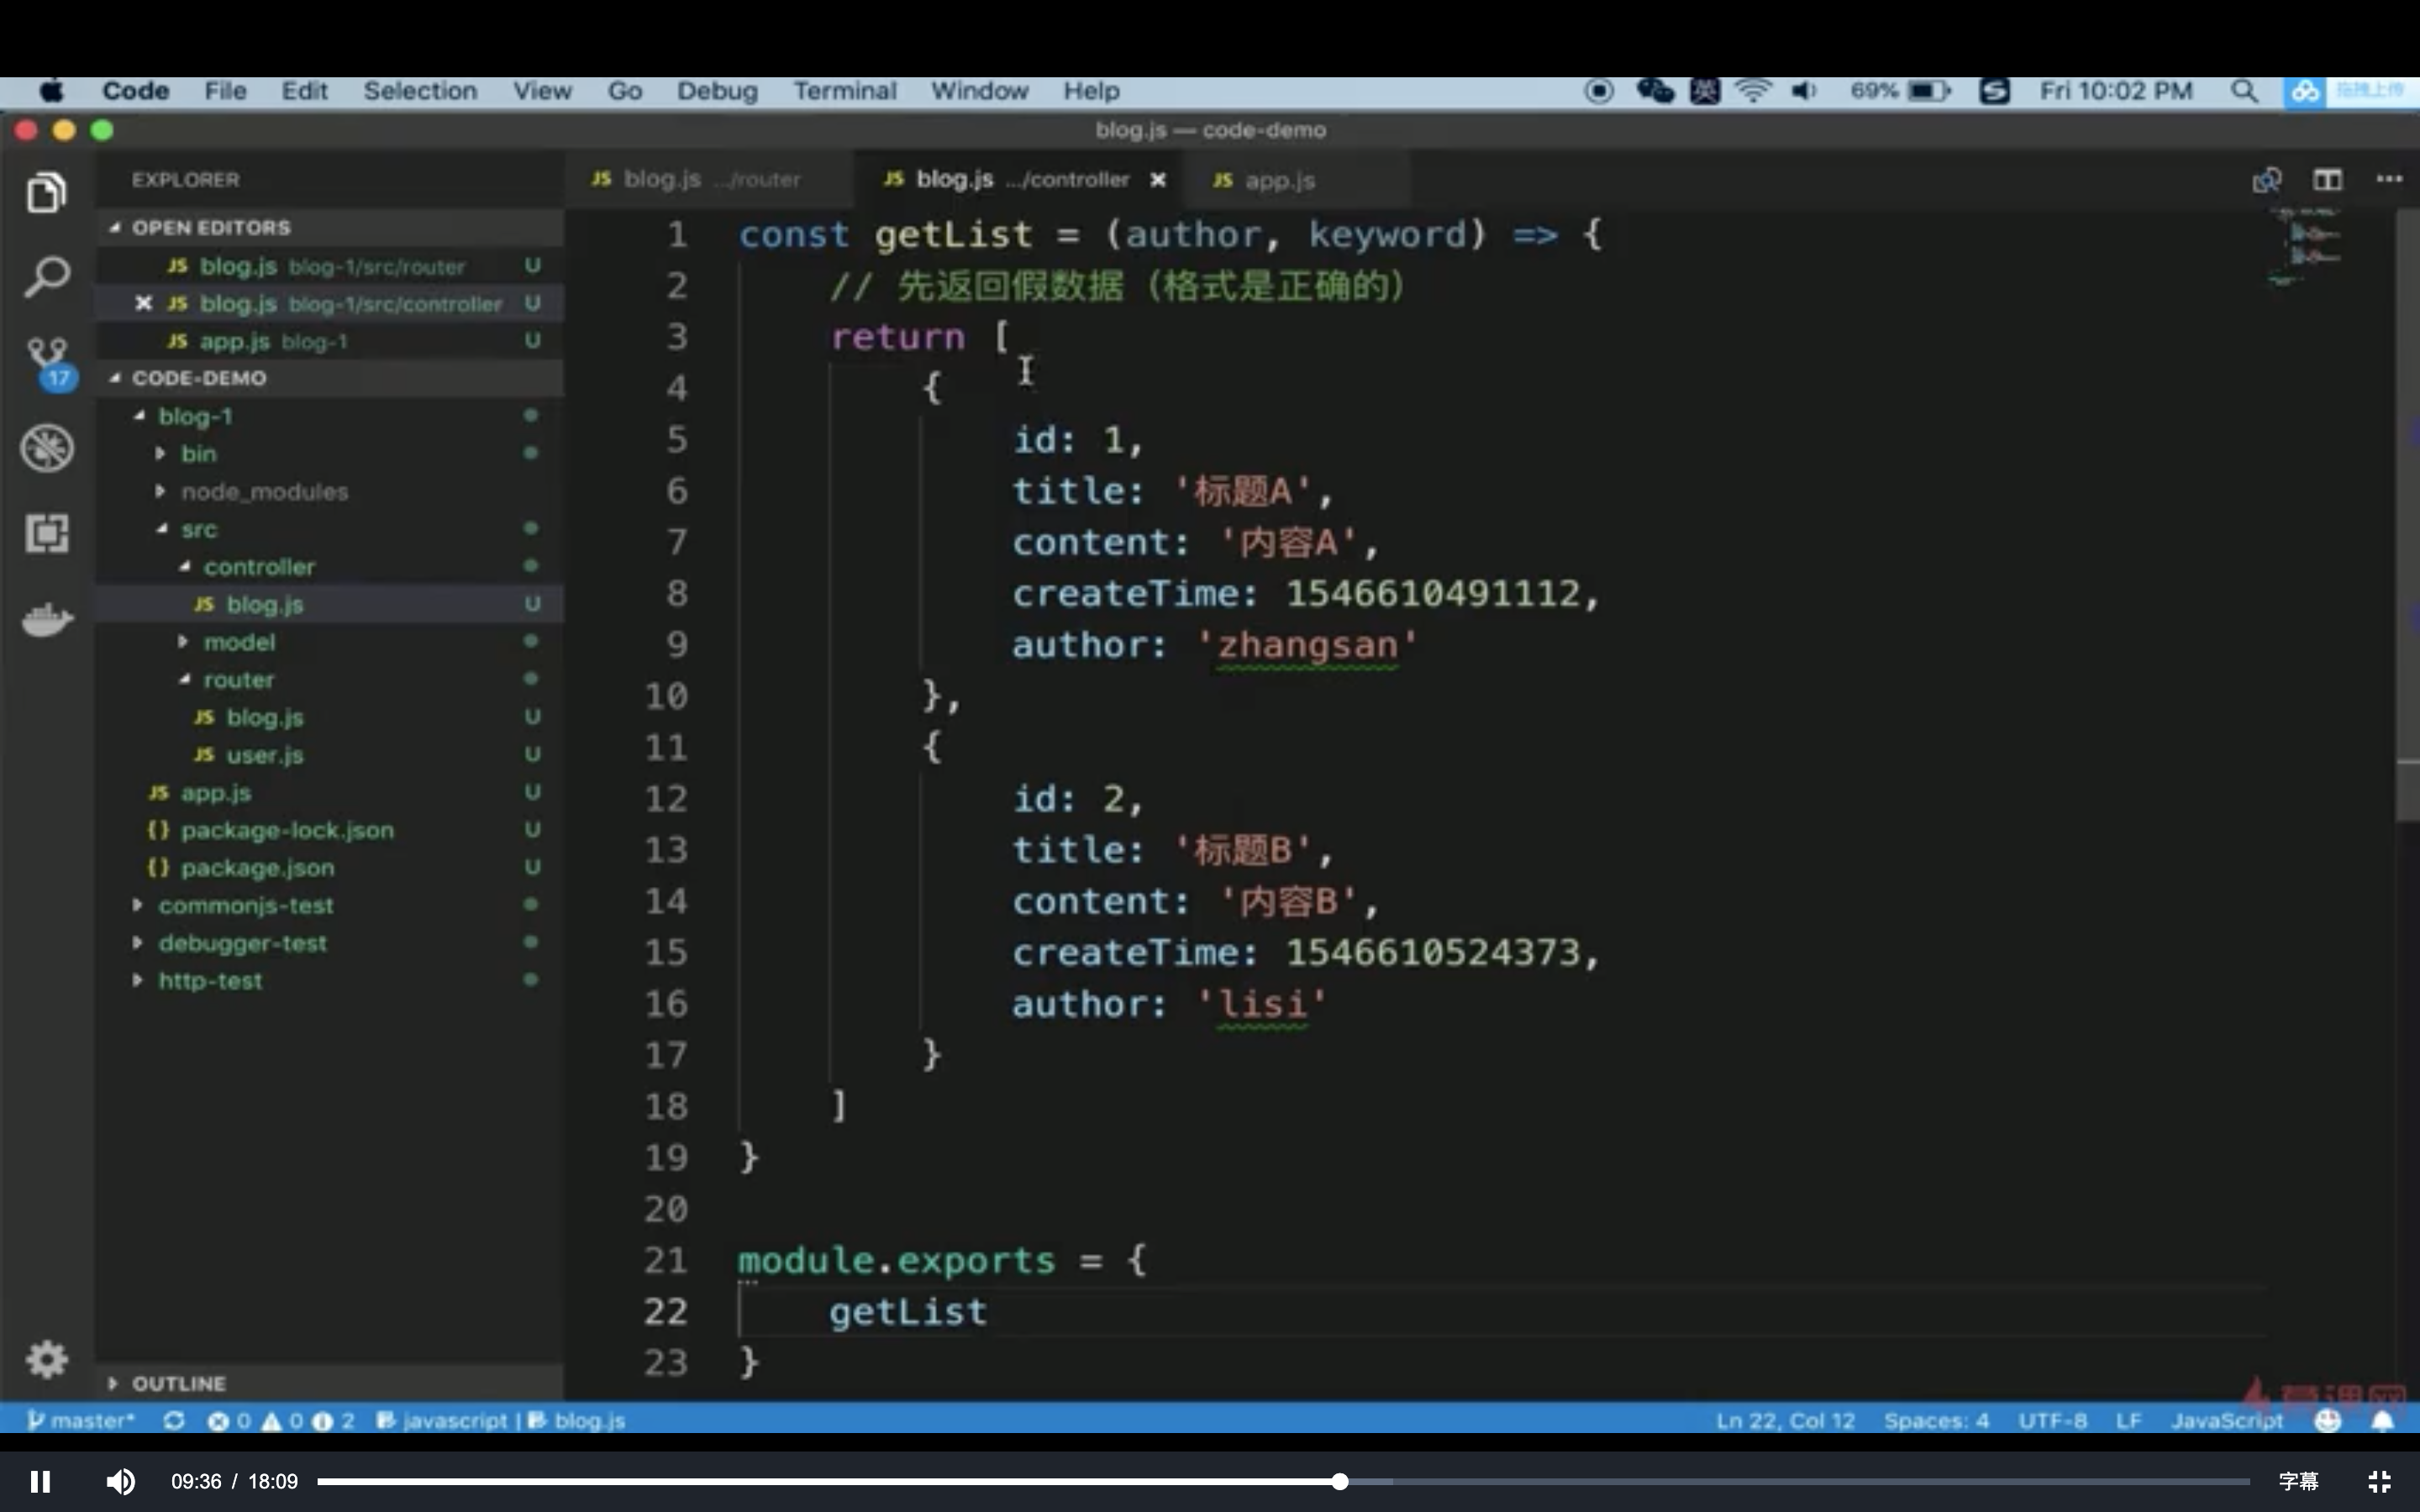 Code File Edit Selection View Go Debug Terminal Window Help 英 69% Fri 10:02 PM 拖拽上传
blog.js — code-demo
EXPLORER
OPEN EDITORS
JS blog.js blog-1/src/router U
JS blog.js blog-1/src/controller U
JS app.js blog-1 U
17
CODE-DEMO
blog-1
bin
node_modules
src
controller
JS blog.js U
model
router
JS blog.js U
JS user.js U
JS app.js U
{} package-lock.json U
{} package.json U
commonjs-test
debugger-test
http-test
OUTLINE
JS blog.js .../router JS blog.js .../controller JS app.js
1 const getList = (author, keyword) => {
2 // 先返回假数据（格式是正确的）
3 return [
4 {
5 id: 1,
6 title: '标题A',
7 content: '内容A',
8 createTime: 1546610491112,
9 author: 'zhangsan'
10 },
11 {
12 id: 2,
13 title: '标题B',
14 content: '内容B',
15 createTime: 1546610524373,
16 author: 'lisi'
17 }
18 ]
19 }
20
21 module.exports = {
22 getList
23 }
master* 0 0 2 javascript | blog.js Ln 22, Col 12 Spaces: 4 UTF-8 LF JavaScript
09:36 / 18:09 字幕